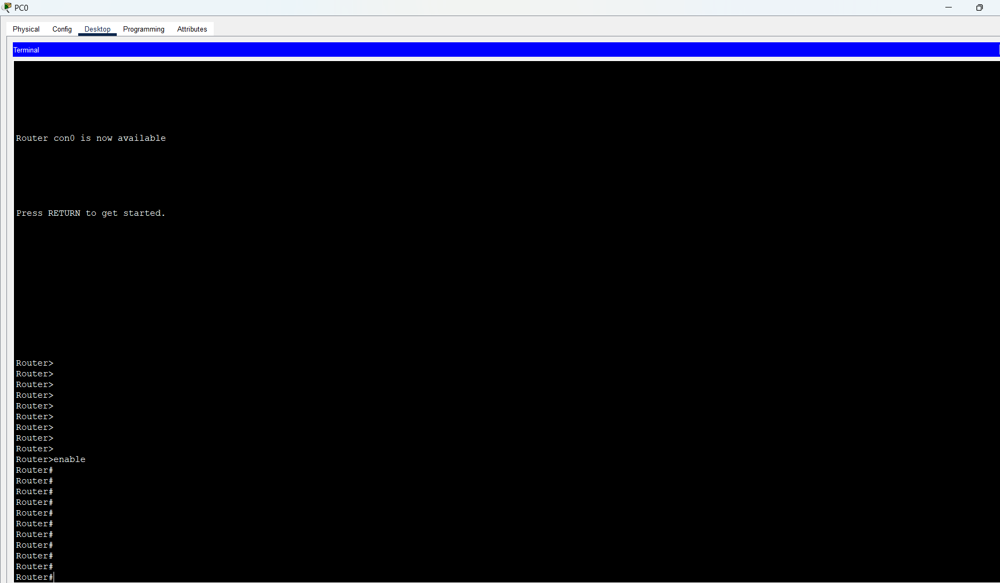 PC0
Physical Config Desktop Programming Attributes
Terminal
Router con0 is now available
Press RETURN to get started.
Router>
Router>
Router>
Router>
Router>
Router>
Router>
Router>
Router>
Router>enable
Router#
Router#
Router#
Router#
Router#
Router#
Router#
Router#
Router#
Router#
Router#